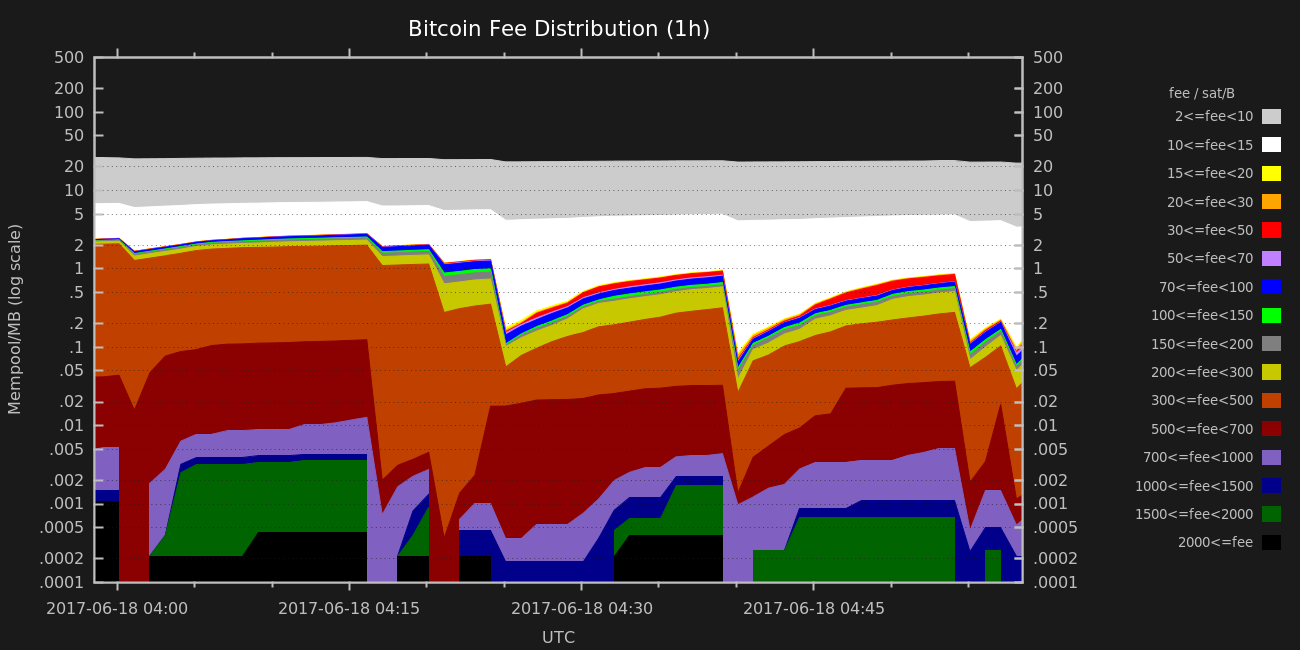 Bitcoin Fee Distribution (1h)
500
200
100
50
20
10
5
2
1
.5
.2
.1
.05
.02
.01
.005
.002
.001
.0005
.0002
.0001
Mempool/MB (log scale)
500
200
100
50
20
10
5
2
1
.5
.2
.1
.05
.02
.01
.005
.002
.001
.0005
.0002
.0001
2017-06-18 04:00 2017-06-18 04:15 2017-06-18 04:30 2017-06-18 04:45
UTC
fee / sat/B
2<=fee<10
10<=fee<15
15<=fee<20
20<=fee<30
30<=fee<50
50<=fee<70
70<=fee<100
100<=fee<150
150<=fee<200
200<=fee<300
300<=fee<500
500<=fee<700
700<=fee<1000
1000<=fee<1500
1500<=fee<2000
2000<=fee